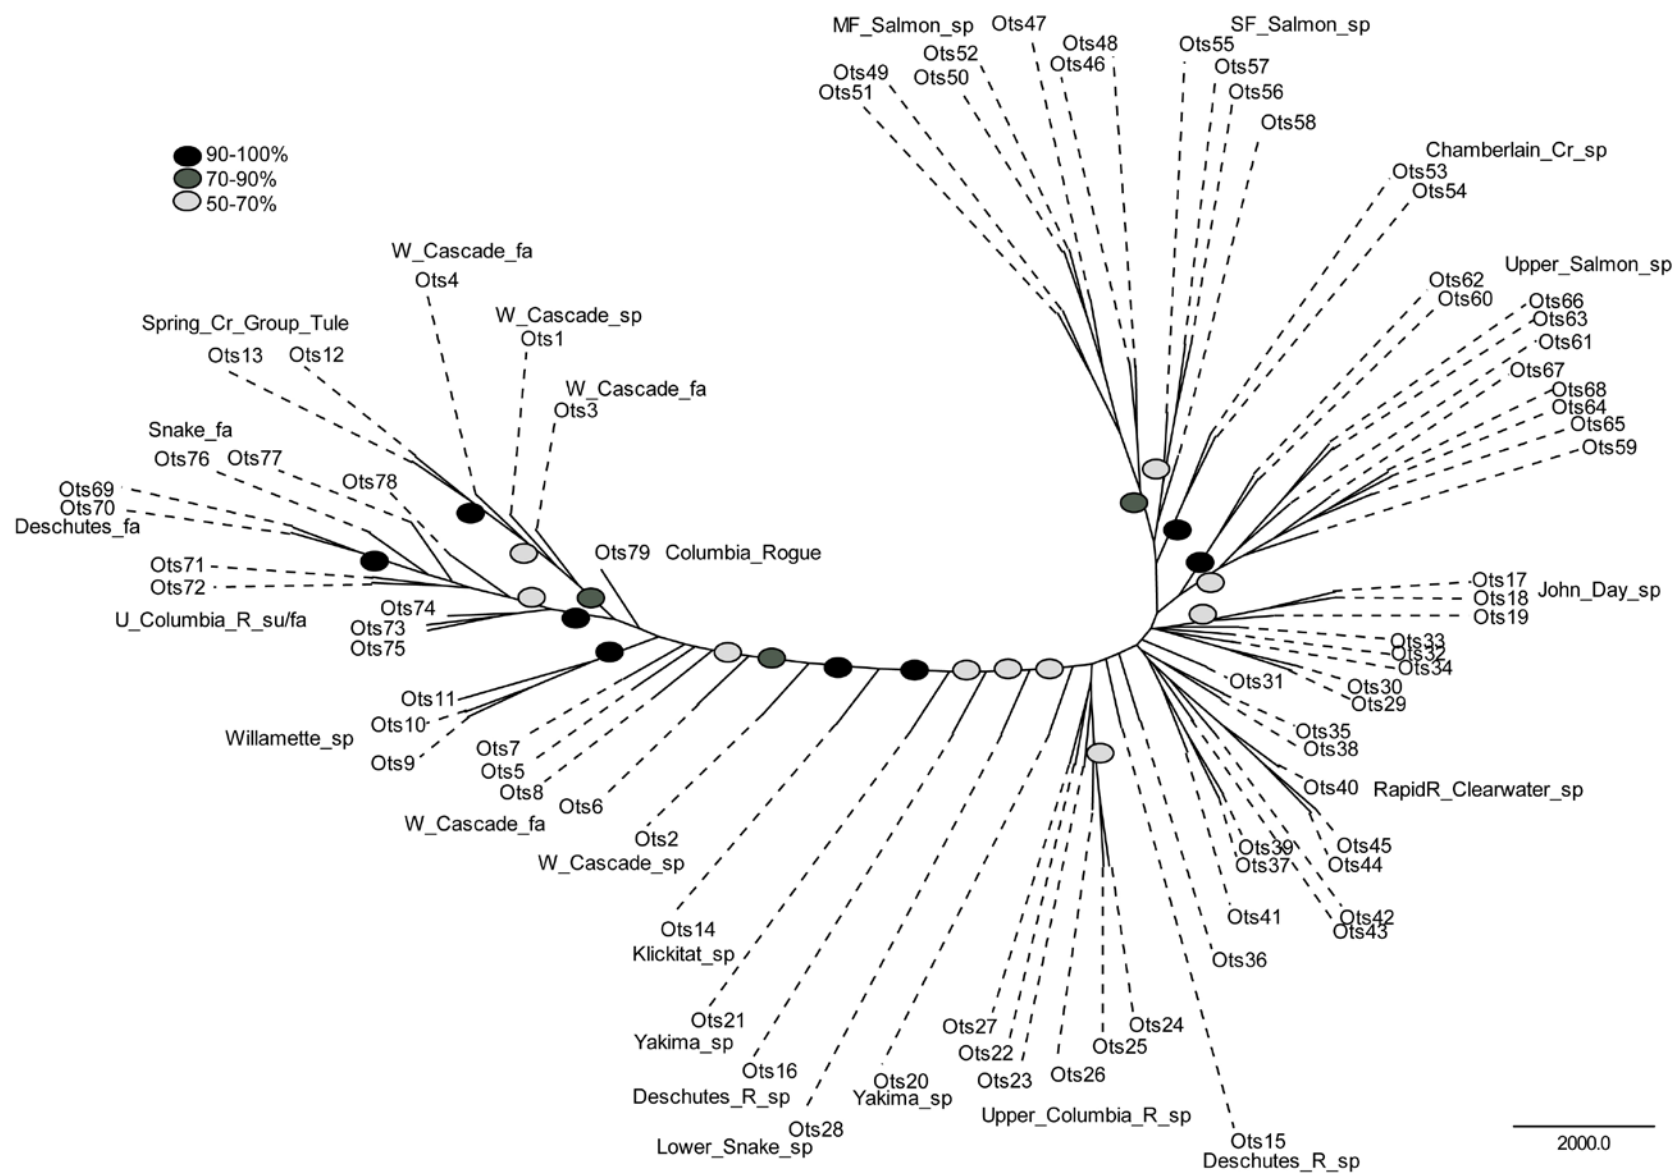 MF_Salmon_sp
Ots47
SF_Salmon_sp
Ots52
Ots48
Ots55
Ots49
Ots50
Ots46
Ots57
Ots51
Ots56
Ots58
90-100%
70-90%
50-70%
Chamberlain_Cr_sp
Ots53
Ots54
W_Cascade_fa
Ots4
Upper_Salmon_sp
Ots62
Ots60
Ots66
Ots63
Ots61
Ots67
Ots68
Ots64
Ots65
Ots59
W_Cascade_sp
Ots1
Spring_Cr_Group_Tule
Ots13
Ots12
W_Cascade_fa
Ots3
Snake_fa
Ots76
Ots77
Ots78
Ots69
Ots70
Deschutes_fa
Ots71
Ots72
Ots79
Columbia_Rogue
U_Columbia_R_su/fa
Ots74
Ots73
Ots75
Ots17
Ots18
John_Day_sp
Ots19
Ots33
Ots32
Ots34
Ots31
Ots30
Ots29
Ots11
Ots10
Willamette_sp
Ots9
Ots7
Ots5
Ots8
Ots6
W_Cascade_fa
Ots35
Ots38
Ots40
RapidR_Clearwater_sp
Ots2
W_Cascade_sp
Ots39
Ots37
Ots45
Ots44
Ots14
Klickitat_sp
Ots41
Ots42
Ots43
Ots36
Ots21
Yakima_sp
Ots27
Ots22
Ots23
Ots24
Ots25
Ots26
Ots16
Deschutes_R_sp
Ots20
Yakima_sp
Upper_Columbia_R_sp
Ots28
Lower_Snake_sp
Ots15
Deschutes_R_sp
2000.0